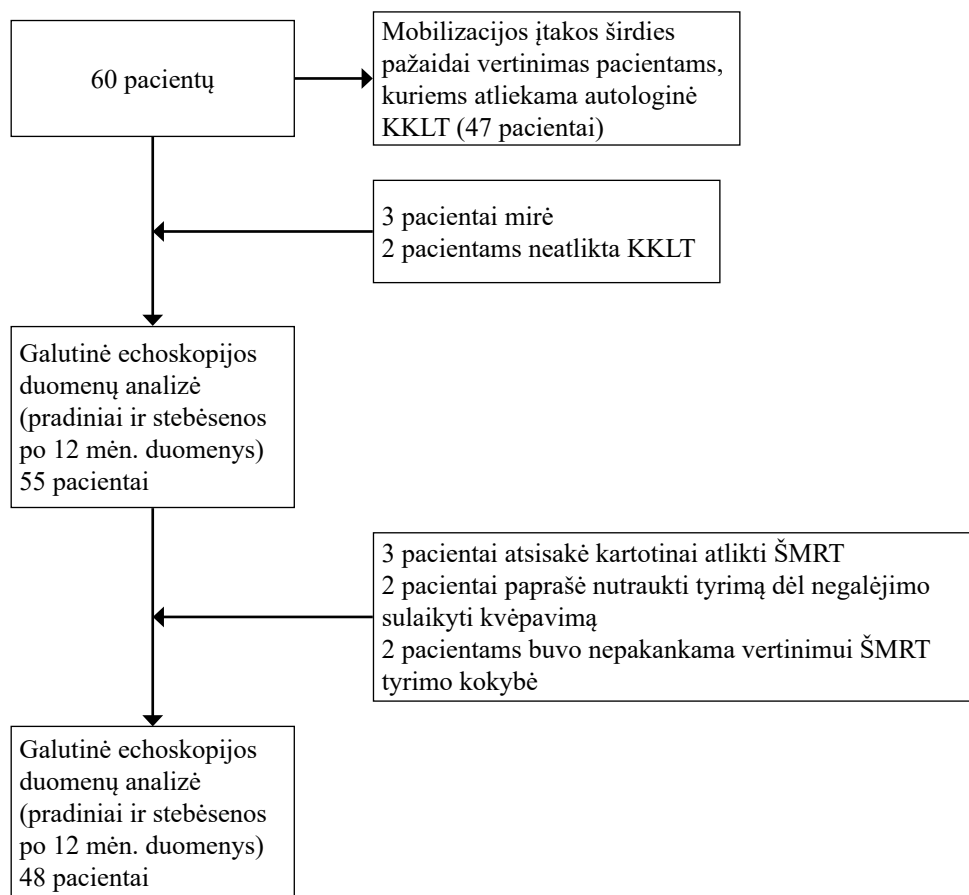 60 pacientų
Mobilizacijos įtakos širdies
pažaidai vertinimas pacientams,
kuriems atliekama autologinė
KKLT (47 pacientai)
3 pacientai mirė
2 pacientams neatlikta KKLT
Galutinė echoskopijos
duomenų analizė
(pradiniai ir stebėsenos
po 12 mėn. duomenys)
55 pacientai
3 pacientai atsisakė kartotinai atlikti ŠMRT
2 pacientai paprašė nutraukti tyrimą dėl negalėjimo
sulaikyti kvėpavimą
2 pacientams buvo nepakankama vertinimui ŠMRT
tyrimo kokybė
Galutinė echoskopijos
duomenų analizė
(pradiniai ir stebėsenos
po 12 mėn. duomenys)
48 pacientai